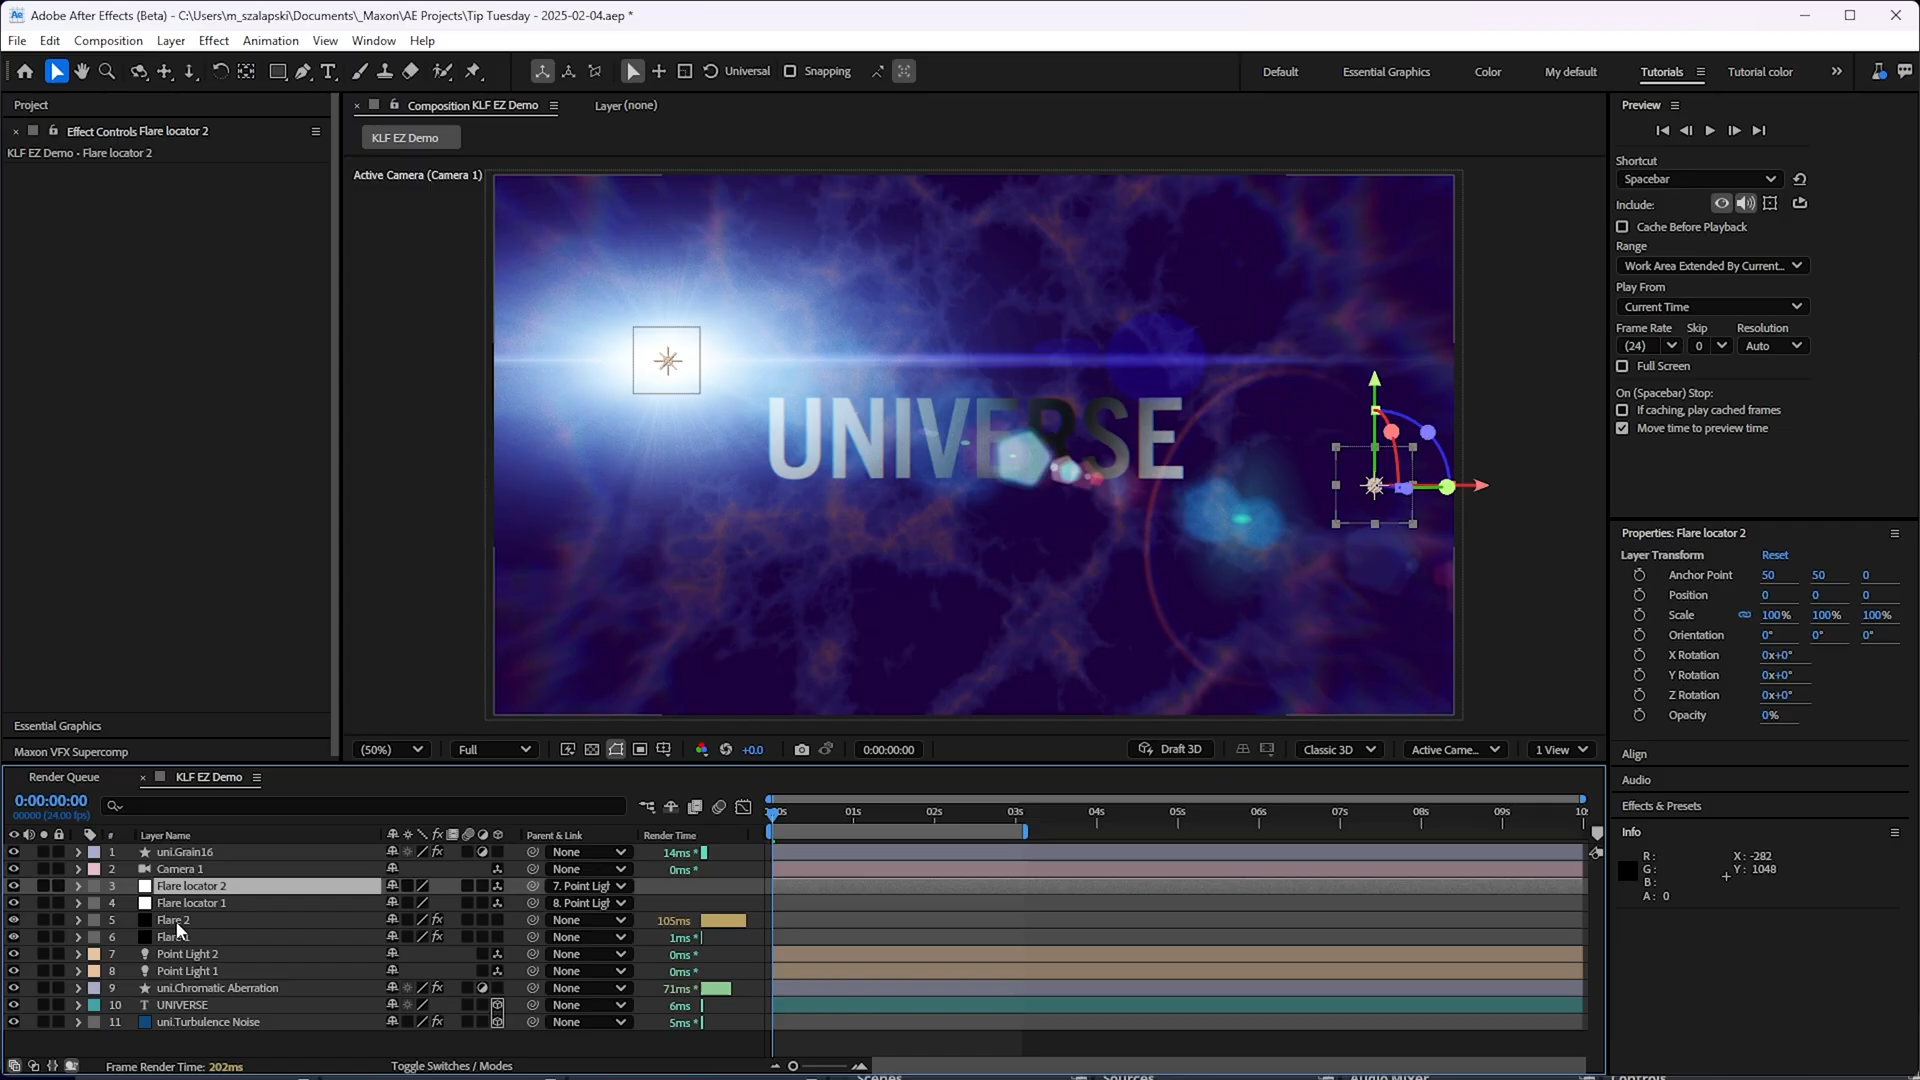 Adobe After Effects (Beta) - C:\Users\m_szalapski\Documents\_Maxon\AE Projects\Tip Tuesday - 2025-02-04.aep *
File Edit Composition Layer Effect Animation View Window Help
Universal Snapping Default Essential Graphics Color My default Tutorials Tutorial color
Project
Effect Controls Flare locator 2
KLF EZ Demo • Flare locator 2
Essential Graphics
Maxon VFX Supercomp
Composition KLF EZ Demo Layer (none)
KLF EZ Demo
Active Camera (Camera 1)
UNIVERSE
(50%) Full +0.0 0:00:00:00 Draft 3D Classic 3D Active Came... 1 View
Preview
Shortcut
Spacebar
Include:
Cache Before Playback
Range
Work Area Extended By Current...
Play From
Current Time
Frame Rate Skip Resolution
(24) 0 Auto
Full Screen
On (Spacebar) Stop:
If caching, play cached frames
Move time to preview time
Properties: Flare locator 2
Layer Transform Reset
Anchor Point 50 50 0
Position 0 0 0
Scale 100% 100% 100%
Orientation 0° 0° 0°
X Rotation 0x+0°
Y Rotation 0x+0°
Z Rotation 0x+0°
Opacity 0%
Align
Audio
Effects & Presets
Info
R: X: -282
G: Y: 1048
B:
A: 0
Render Queue KLF EZ Demo
0:00:00:00
00000 (24.00 fps)
01s 02s 03s 04s 05s 06s 07s 08s 09s
# Layer Name Parent & Link Render Time
1 uni.Grain16 None 14ms *
2 Camera 1 None 0ms *
3 Flare locator 2 7. Point Ligh
4 Flare locator 1 8. Point Ligh
5 Flare 2 None 105ms
6 None 1ms *
7 Point Light 2 None 0ms *
8 Point Light 1 None 0ms *
9 uni.Chromatic Aberration None 71ms *
10 UNIVERSE None 6ms
11 uni.Turbulence Noise None 5ms *
Frame Render Time: 202ms Toggle Switches / Modes